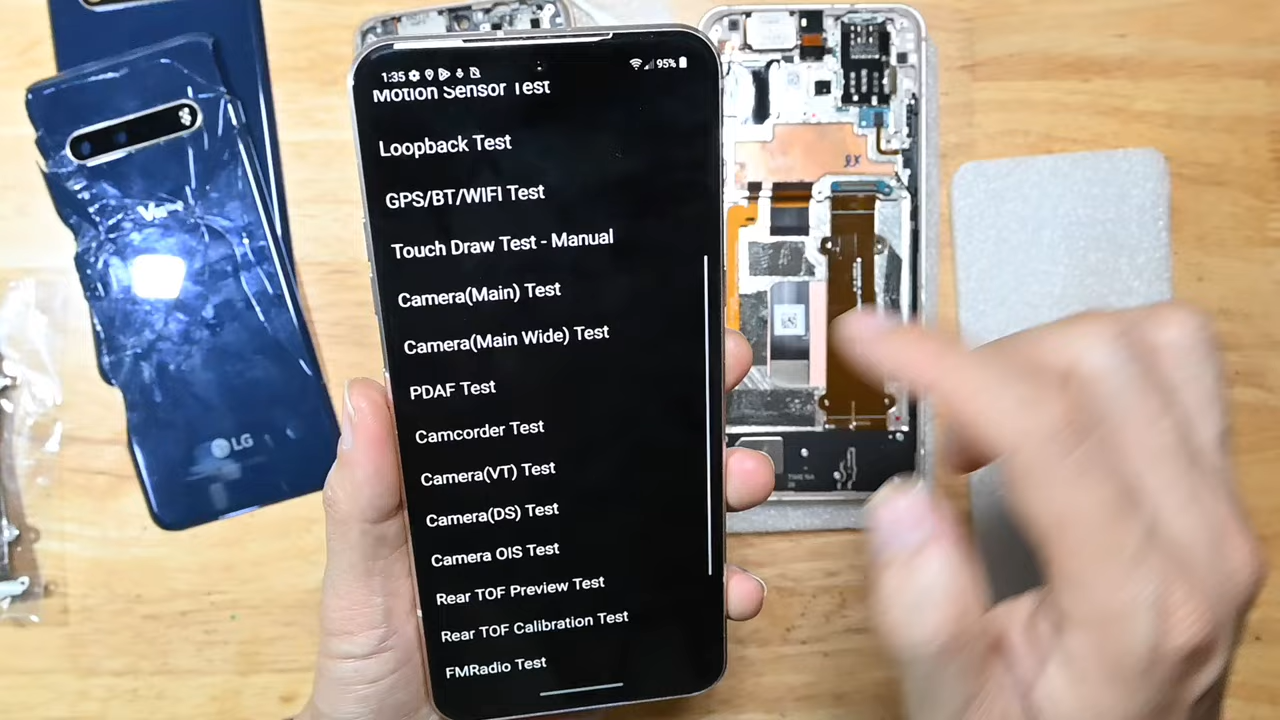 1:35
95%
Motion Sensor Test
Loopback Test
GPS/BT/WIFI Test
Touch Draw Test - Manual
Camera(Main) Test
Camera(Main Wide) Test
PDAF Test
Camcorder Test
Camera(VT) Test
Camera(DS) Test
Camera OIS Test
Rear TOF Preview Test
Rear TOF Calibration Test
FMRadio Test
LG